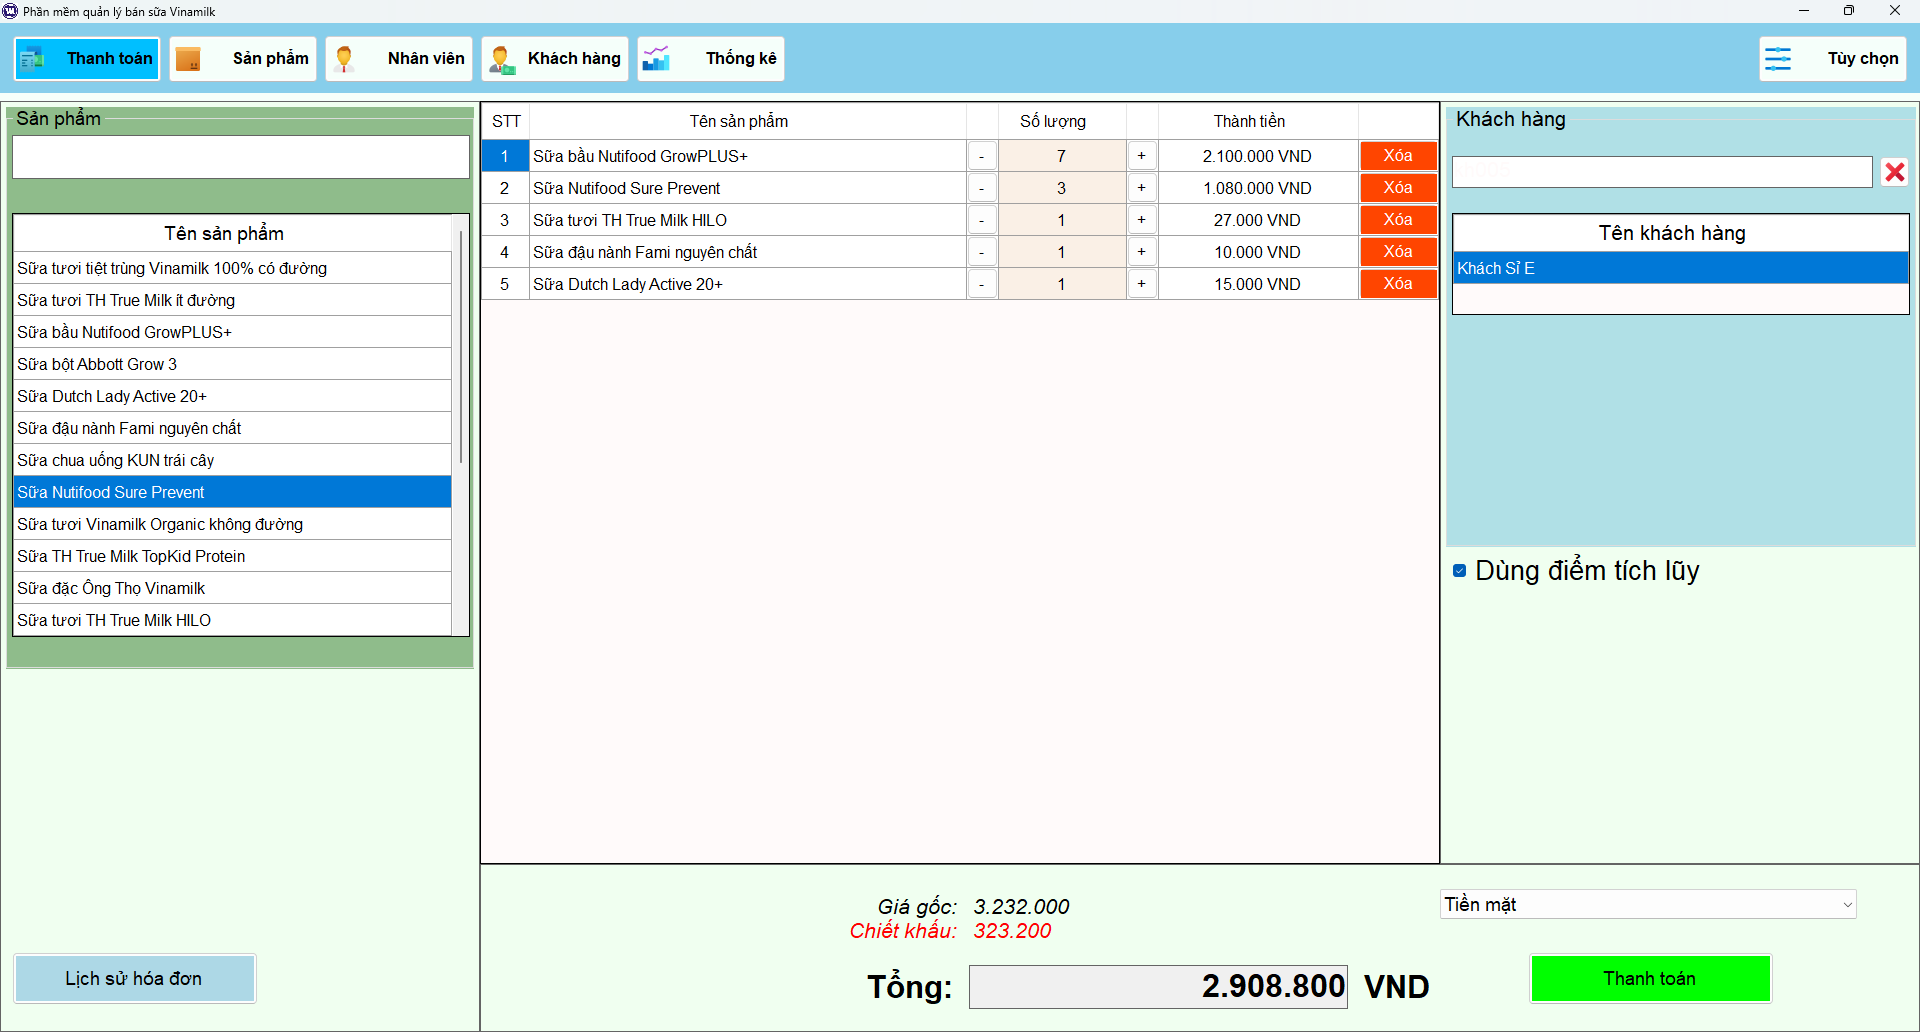 Phần mềm quản lý bán sữa Vinamilk
Thanh toán
Sản phẩm
Nhân viên
Khách hàng
Thống kê
Tùy chọn
Sản phẩm
Tên sản phẩm
Sữa tươi tiệt trùng Vinamilk 100% có đường
Sữa tươi TH True Milk ít đường
Sữa bầu Nutifood GrowPLUS+
Sữa bột Abbott Grow 3
Sữa Dutch Lady Active 20+
Sữa đậu nành Fami nguyên chất
Sữa chua uống KUN trái cây
Sữa Nutifood Sure Prevent
Sữa tươi Vinamilk Organic không đường
Sữa TH True Milk TopKid Protein
Sữa đặc Ông Thọ Vinamilk
Sữa tươi TH True Milk HILO
Lịch sử hóa đơn
STT Tên sản phẩm Số lượng Thành tiền
1 Sữa bầu Nutifood GrowPLUS+ - 7 + 2.100.000 VND Xóa
2 Sữa Nutifood Sure Prevent - 3 + 1.080.000 VND Xóa
3 Sữa tươi TH True Milk HILO - 1 + 27.000 VND Xóa
4 Sữa đậu nành Fami nguyên chất - 1 + 10.000 VND Xóa
5 Sữa Dutch Lady Active 20+ - 1 + 15.000 VND Xóa
Khách hàng
Tên khách hàng
Khách Sỉ E
Dùng điểm tích lũy
Giá gốc: 3.232.000
Chiết khấu: 323.200
Tổng: 2.908.800 VND
Tiền mặt
Thanh toán